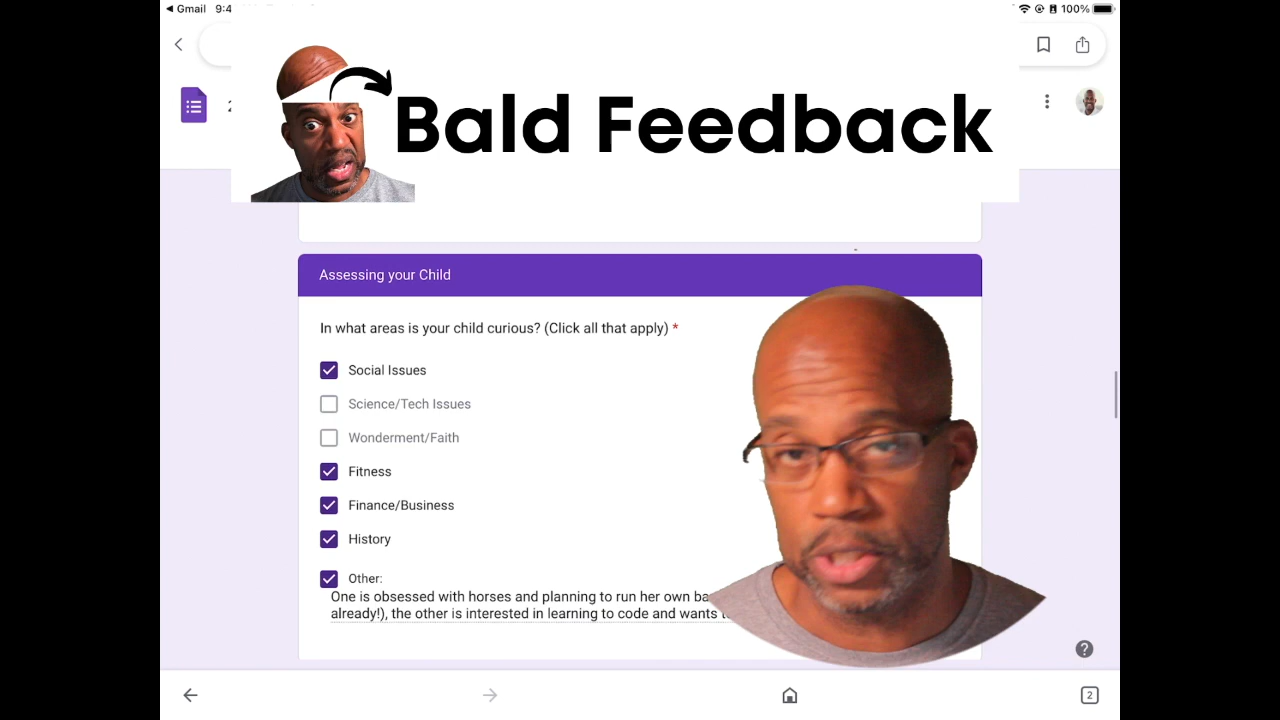 Gmail 9:4
100%
Bald Feedback
Assessing your Child
In what areas is your child curious? (Click all that apply) *
Social Issues
Science/Tech Issues
Wonderment/Faith
Fitness
Finance/Business
History
Other:
One is obsessed with horses and planning to run her own
already!), the other is interested in learning to code and wants
2